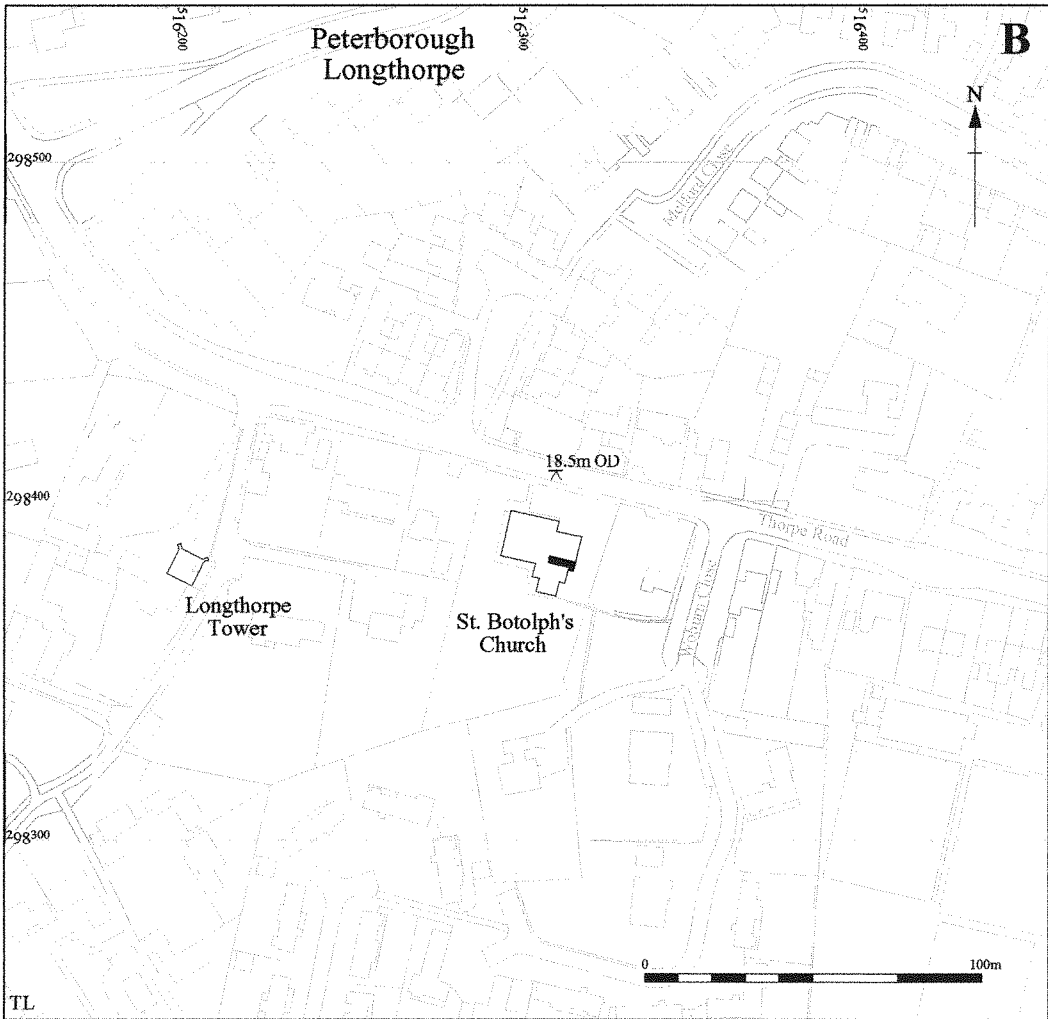 516200
516300
516400
Peterborough
Longthorpe
B
N
298500
Melford Close
18.5m OD
298400
Thorpe Road
Longthorpe
Tower
St. Botolph's
Church
Woburn Close
298300
0
100m
TL